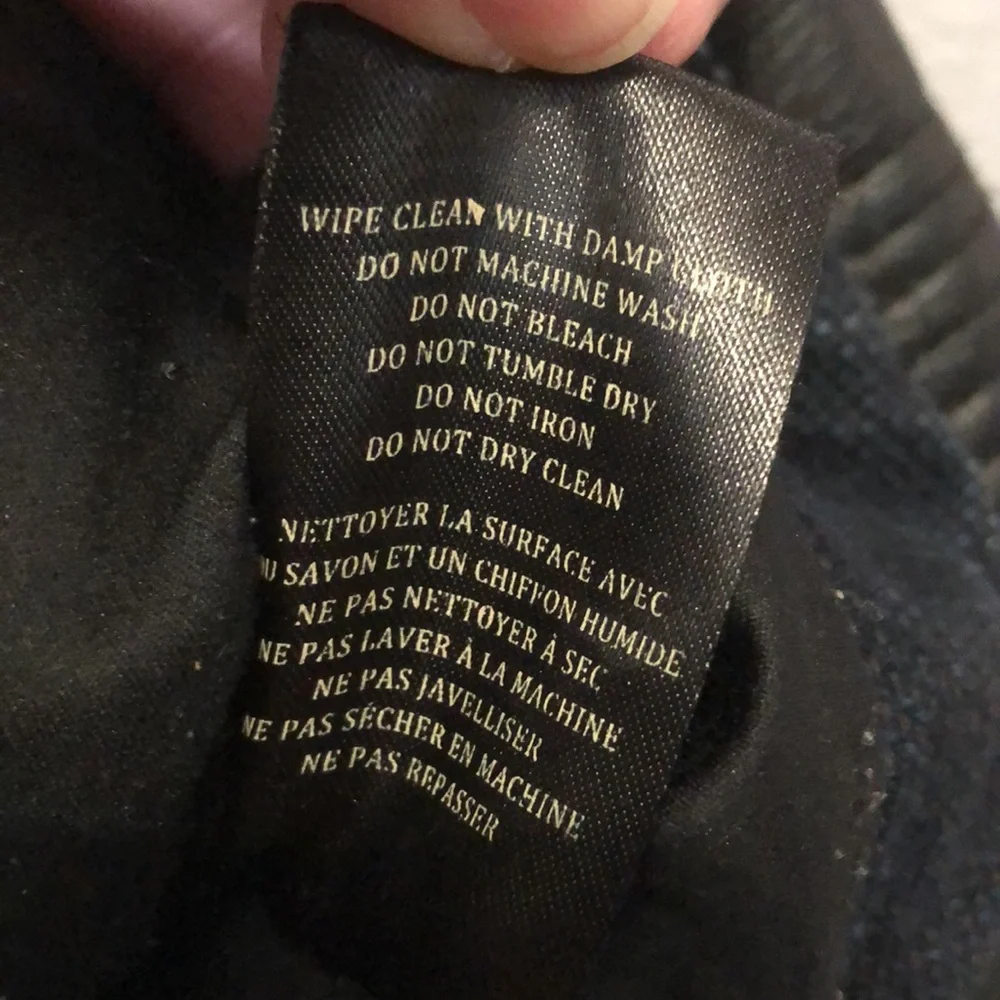 WIPE CLEAN WITH DAMP CLOTH
DO NOT MACHINE WASH
DO NOT BLEACH
DO NOT TUMBLE DRY
DO NOT IRON
DO NOT DRY CLEAN
NETTOYER LA SURFACE AVEC
DU SAVON ET UN CHIFFON HUMIDE
NE PAS NETTOYER À SEC
NE PAS LAVER À LA MACHINE
NE PAS JAVELLISER
NE PAS SÉCHER EN MACHINE
NE PAS REPASSER